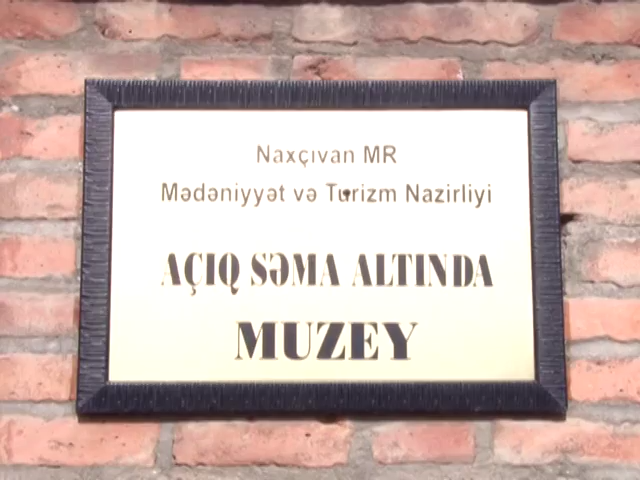 Naxçıvan MR
Mədəniyyət və Turizm Nazirliyi
AÇIQ SƏMA ALTINDA
MUZEY